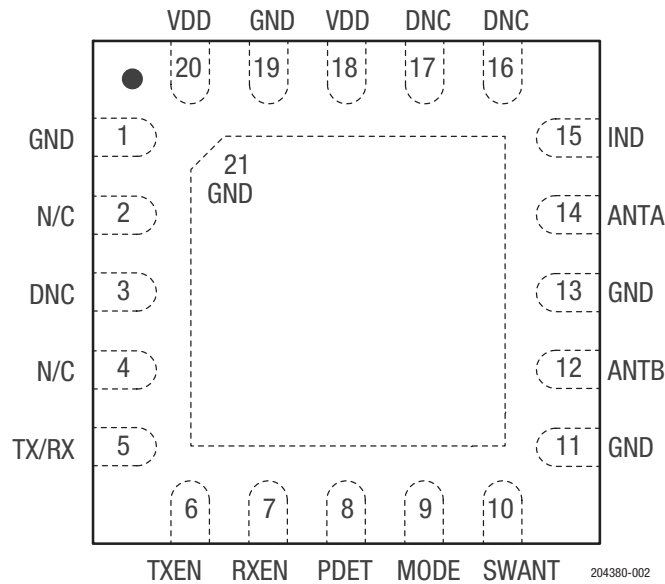 VDD GND VDD DNC DNC
20 19 18 17 16
GND 1
15 IND
21
GND
N/C 2
14 ANTA
DNC 3
13 GND
N/C 4
12 ANTB
TX/RX 5
11 GND
6 7 8 9 10
TXEN RXEN PDET MODE SWANT
204380-002